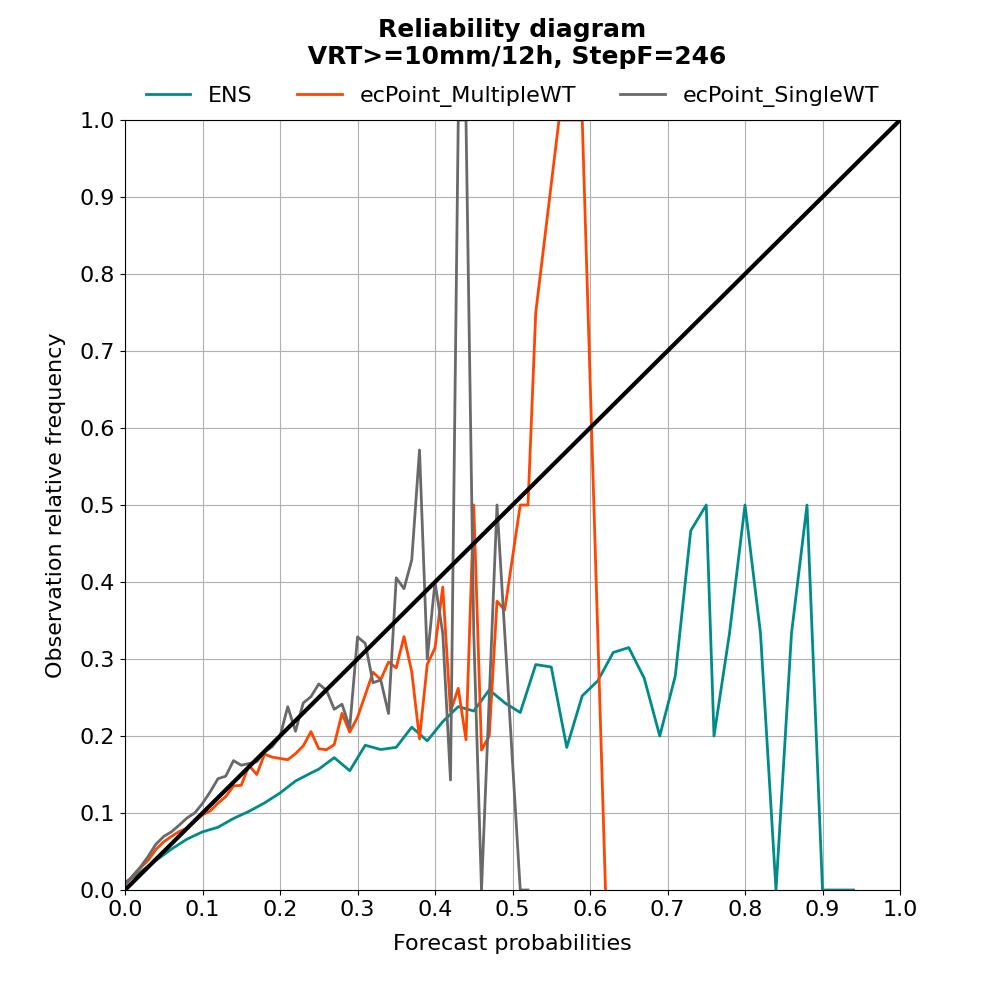 Reliability diagram
VRT>=10mm/12h, StepF=246
ENS ecPoint_MultipleWT ecPoint_SingleWT
1.0
0.9
0.8
0.7
0.6
0.5
0.4
0.3
0.2
0.1
0.0
Observation relative frequency
0.0 0.1 0.2 0.3 0.4 0.5 0.6 0.7 0.8 0.9 1.0
Forecast probabilities